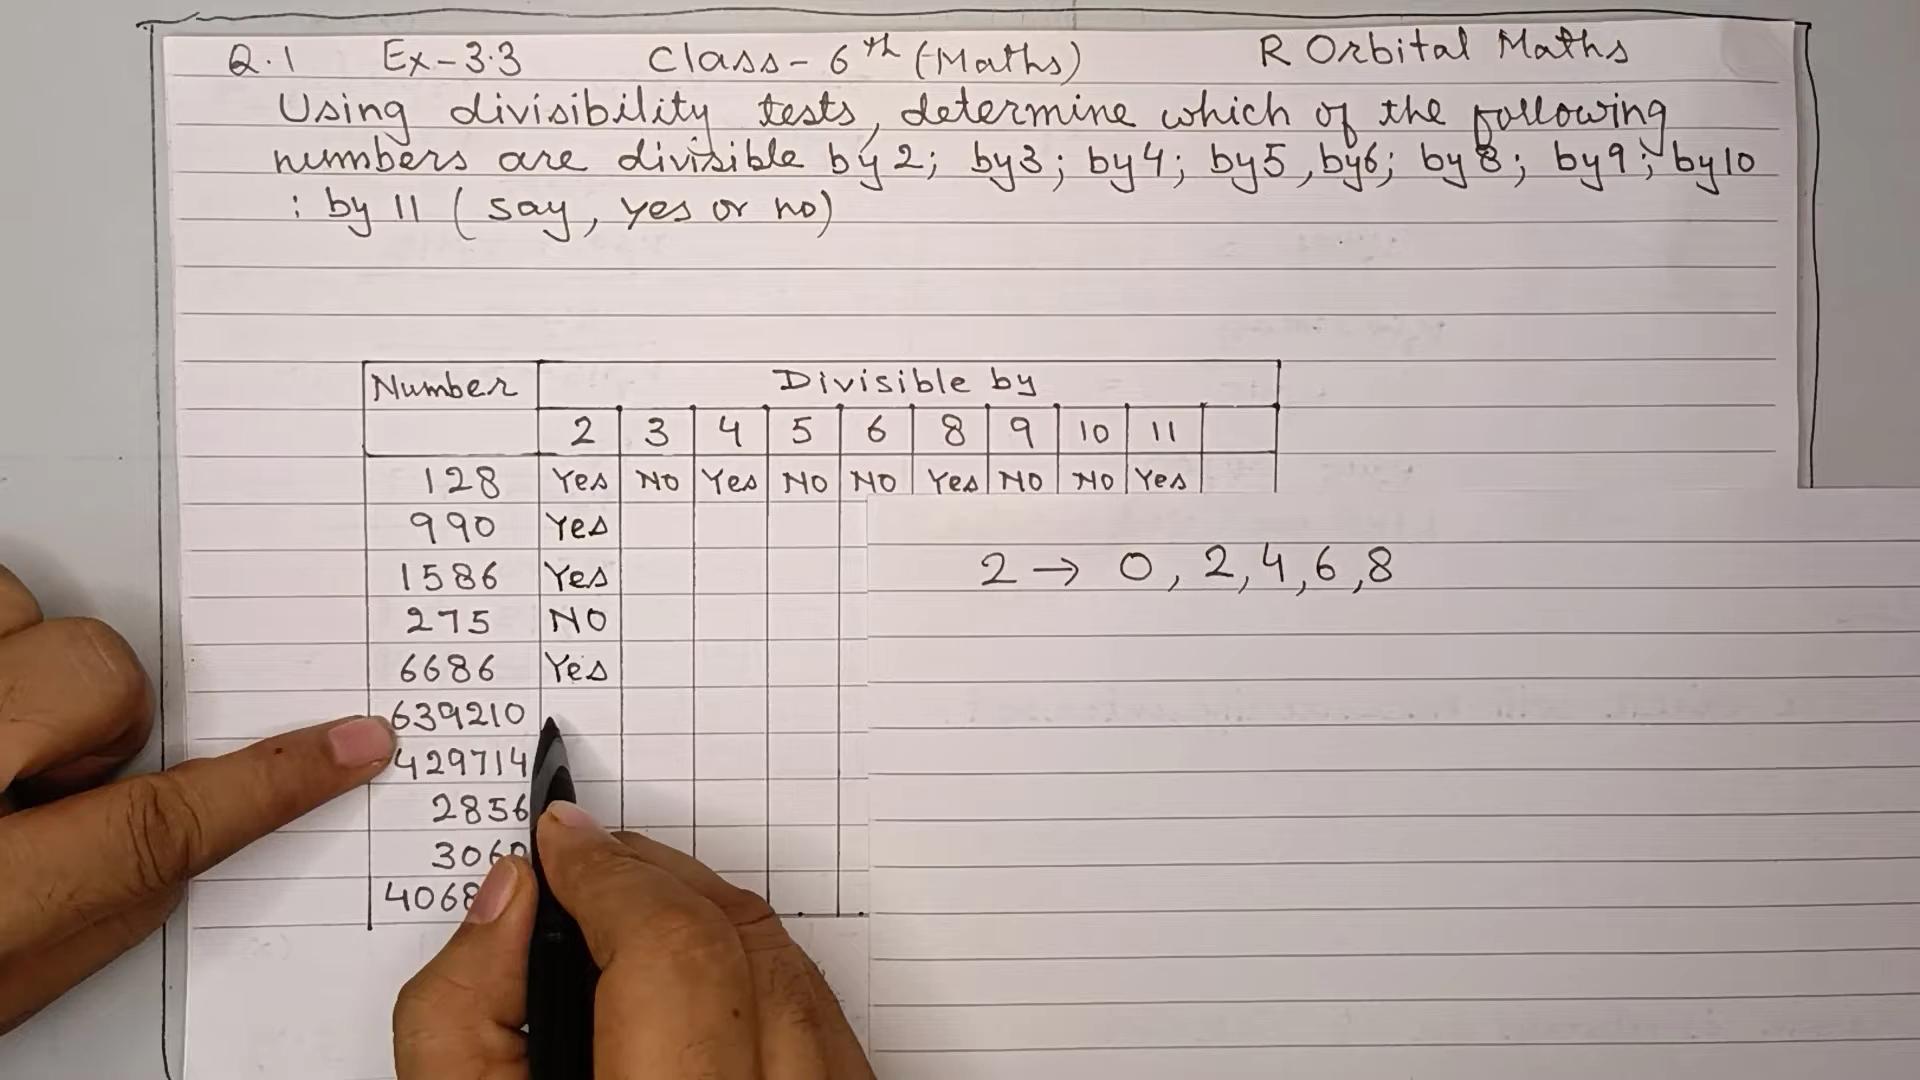 Q.1 Ex-3.3 Class-6th (Maths) R Orbital Maths
Using divisibility tests, determine which of the following
numbers are divisible by 2; by 3; by 4; by 5, by 6; by 8; by 9; by 10
; by 11 (say, yes or no)
Number Divisible by
2 3 4 5 6 8 9 10 11
128 Yes NO Yes NO NO Yes NO NO Yes
990 Yes
1586 Yes
2 → 0, 2, 4, 6, 8
275 NO
6686 Yes
639210
429714
2856
3060
4068